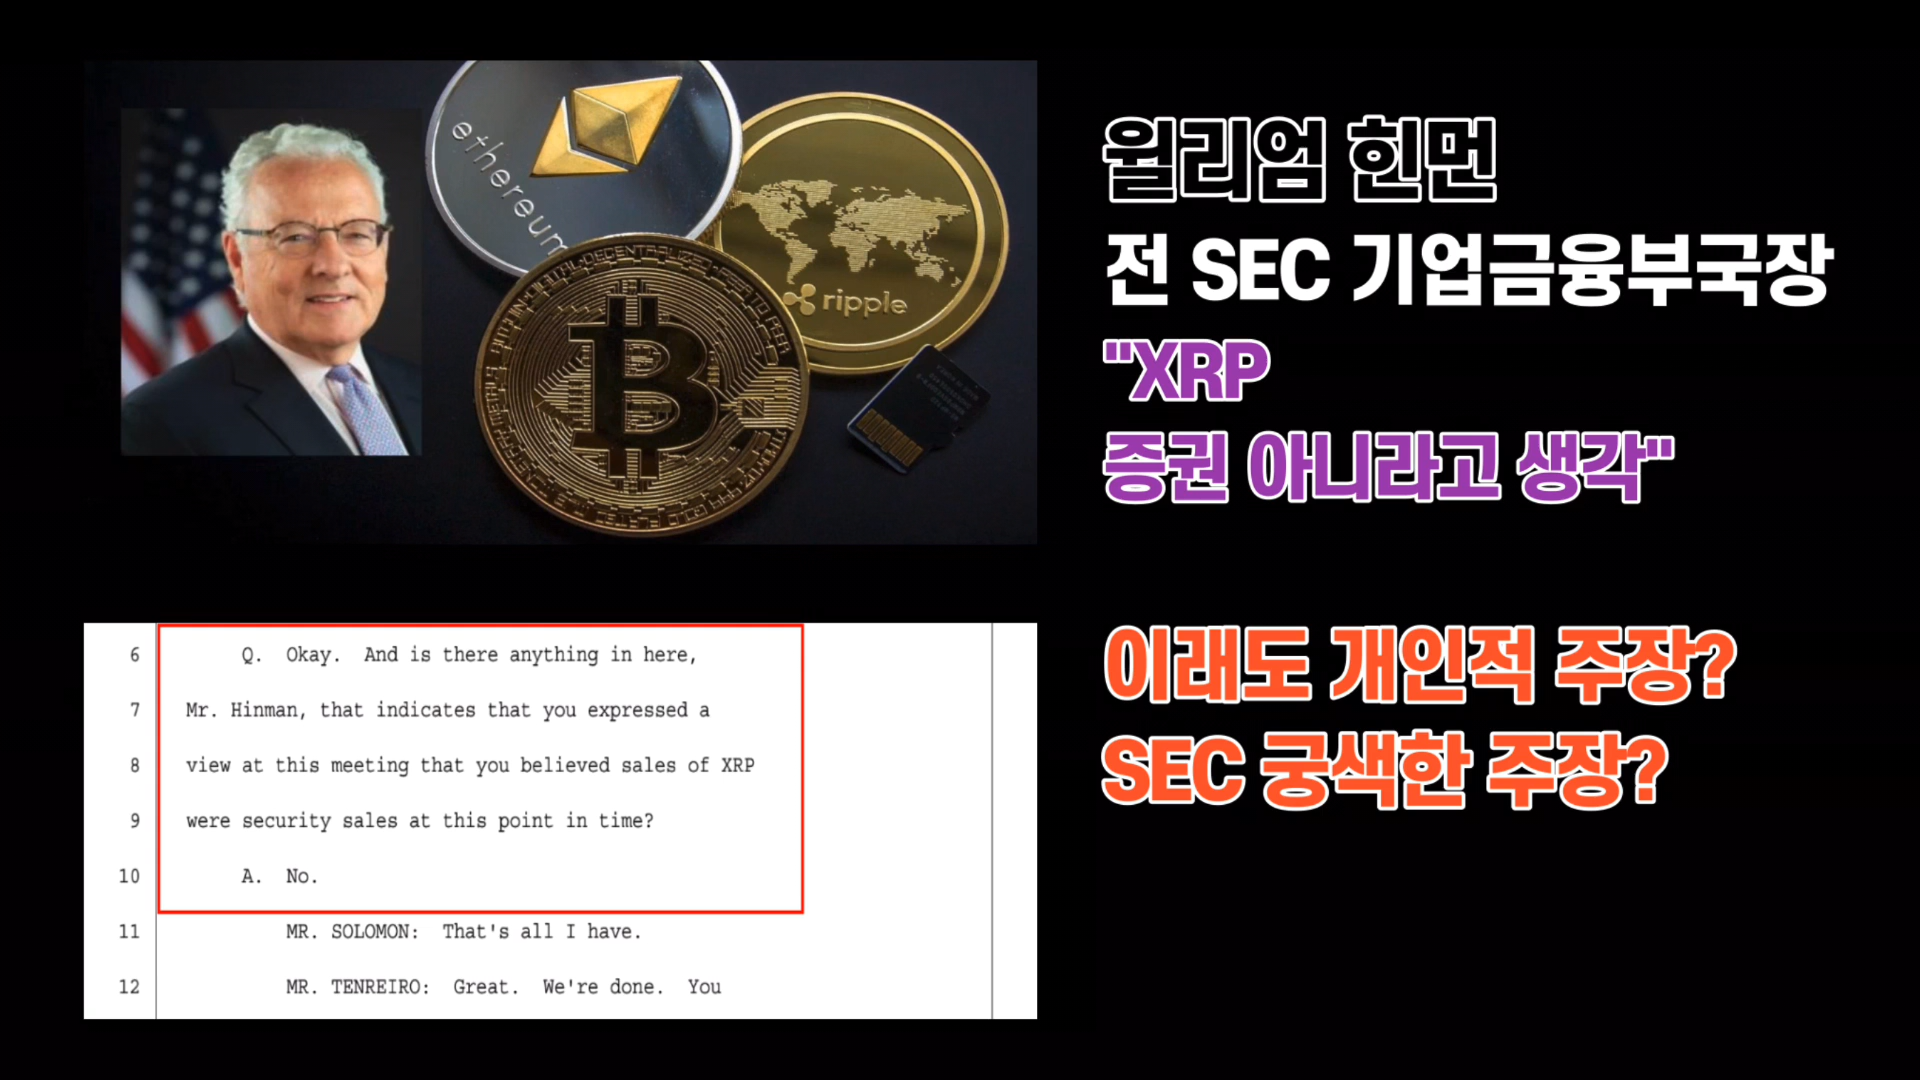 ethereum
ripple
윌리엄 힌먼
전 SEC 기업금융부국장
"XRP
증권 아니라고 생각"
이래도 개인적 주장?
SEC 궁색한 주장?
6 Q. Okay. And is there anything in here,
7 Mr. Hinman, that indicates that you expressed a
8 view at this meeting that you believed sales of XRP
9 were security sales at this point in time?
10 A. No.
11 MR. SOLOMON: That's all I have.
12 MR. TENREIRO: Great. We're done. You